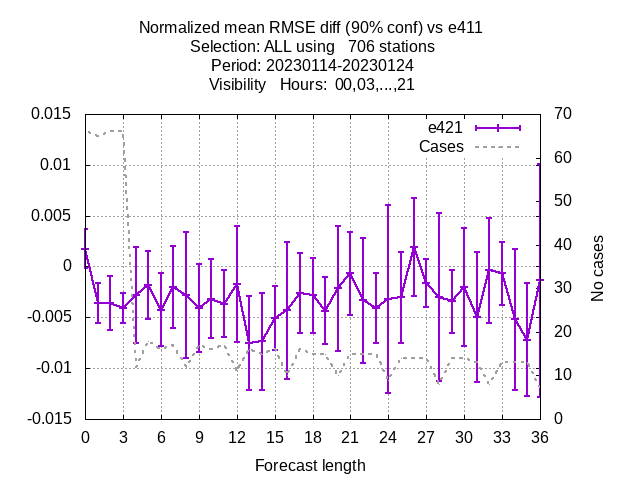 Normalized mean RMSE diff (90% conf) vs e411
Selection: ALL using   706 stations
Period: 20230114-20230124
Visibility   Hours: 00,03,...,21
e421
Cases
0.015
0.01
0.005
0
-0.005
-0.01
-0.015
70
60
50
40
30
20
10
0
No cases
0 3 6 9 12 15 18 21 24 27 30 33 36
Forecast length